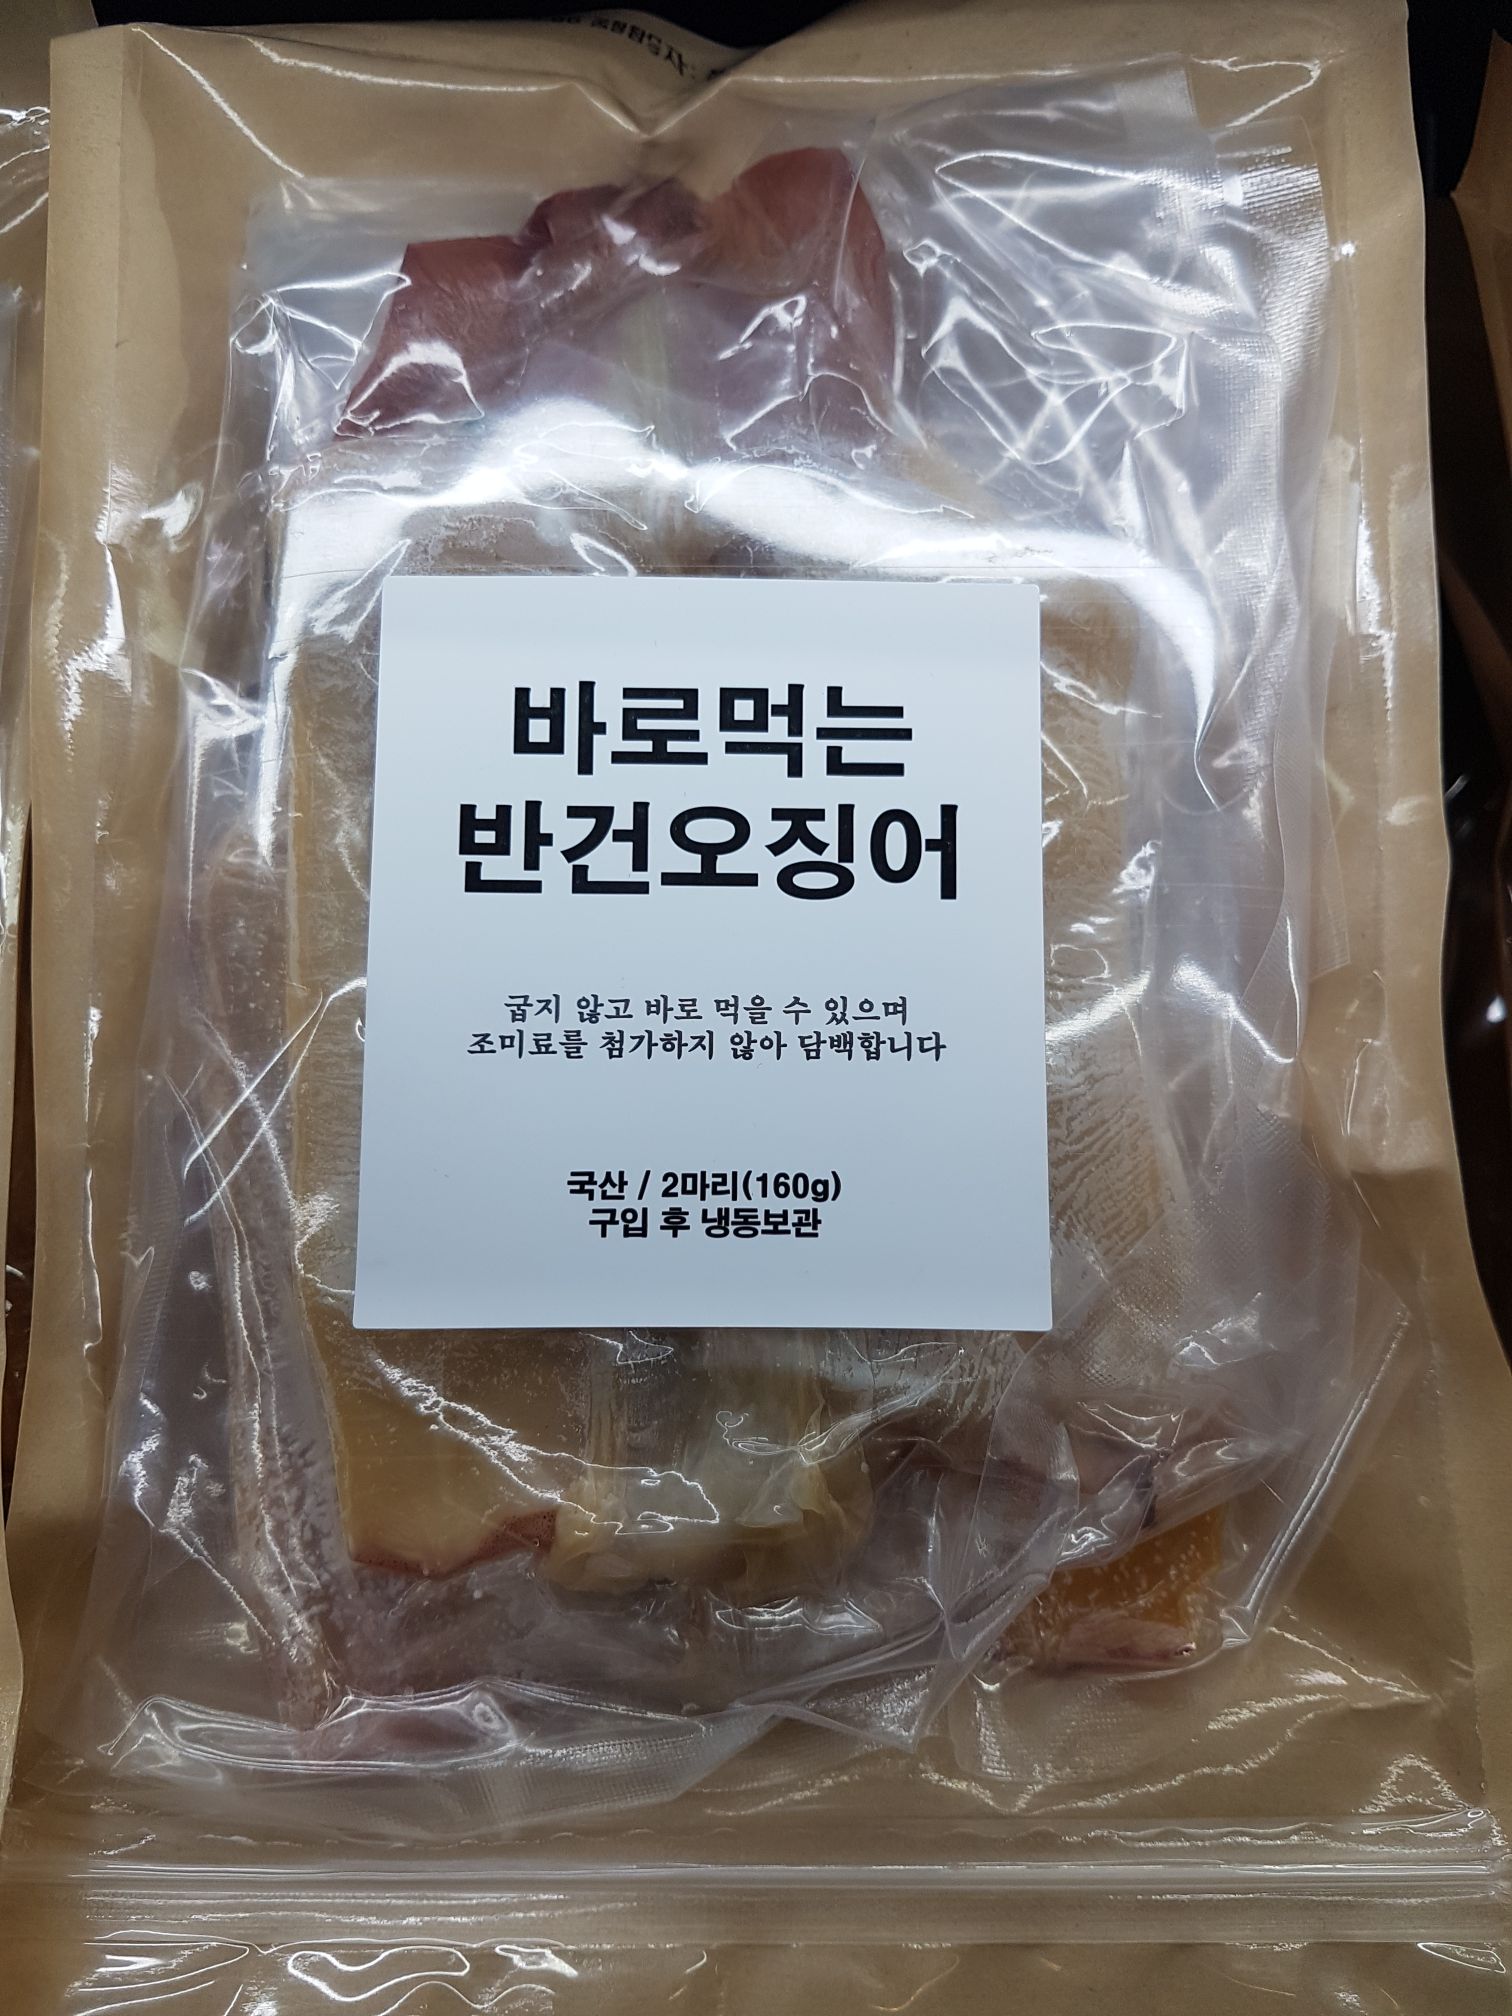 바로먹는
반건오징어
굽지 않고 바로 먹을 수 있으며
조미료를 첨가하지 않아 담백합니다
국산 / 2마리(160g)
구입 후 냉동보관